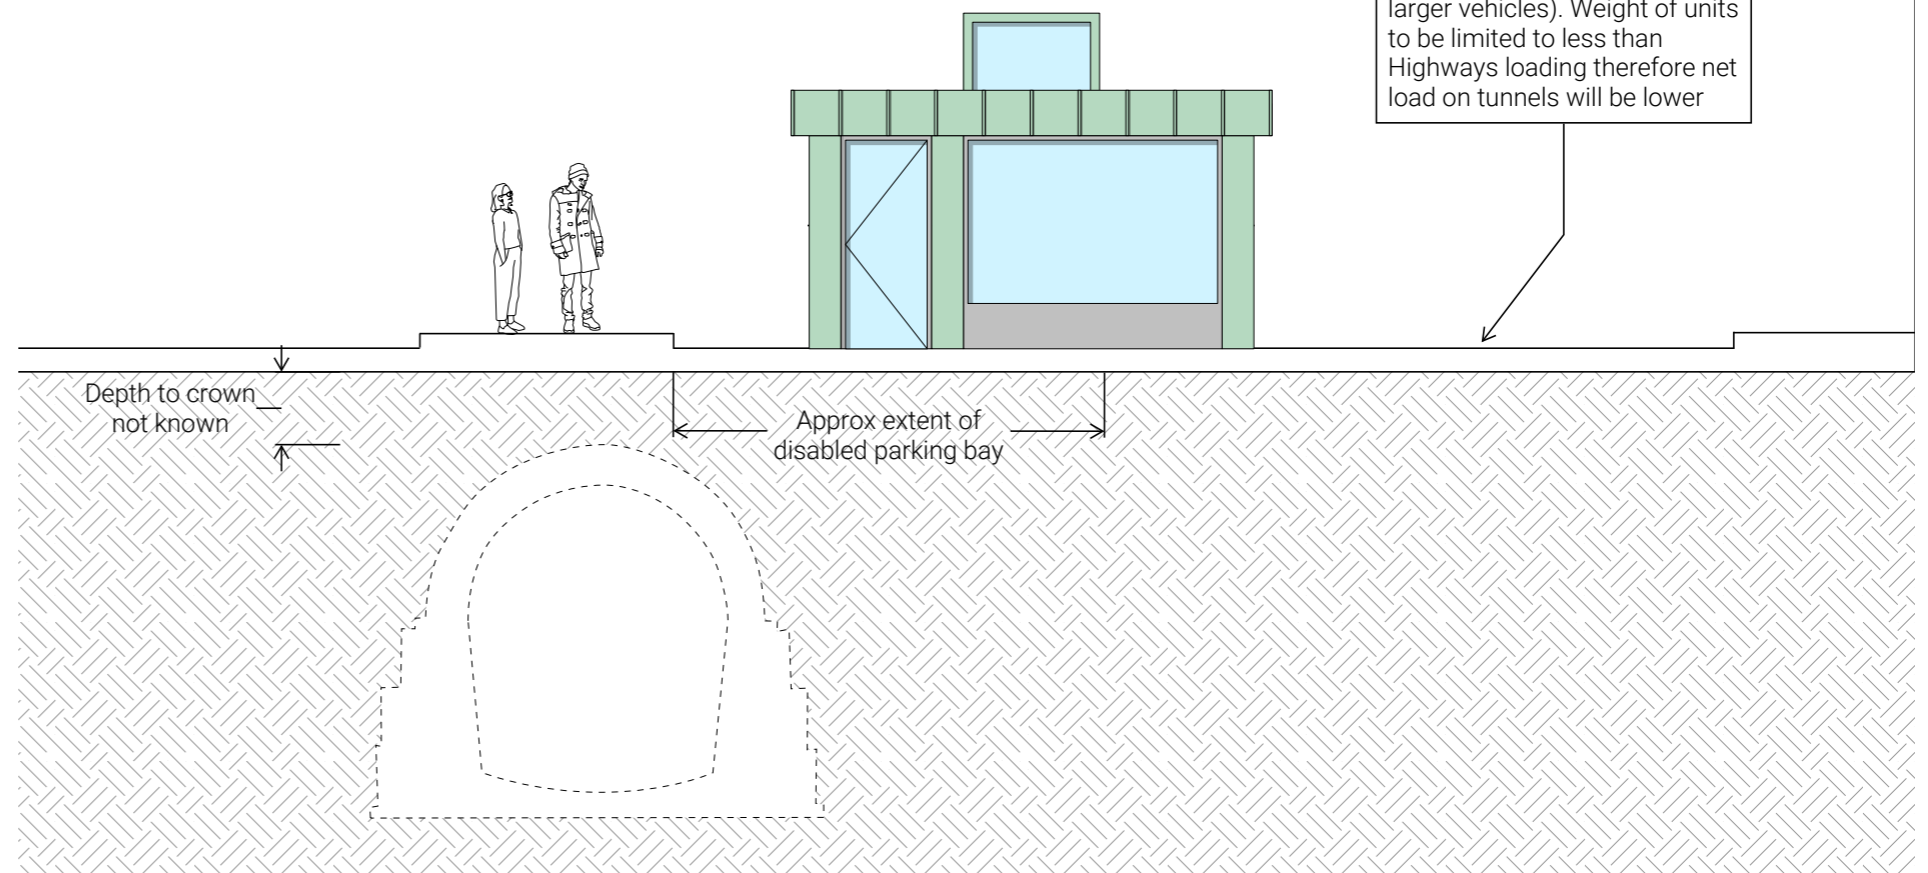 larger vehicles). Weight of units
to be limited to less than
Highways loading therefore net
load on tunnels will be lower
Depth to crown
not known
Approx extent of
disabled parking bay